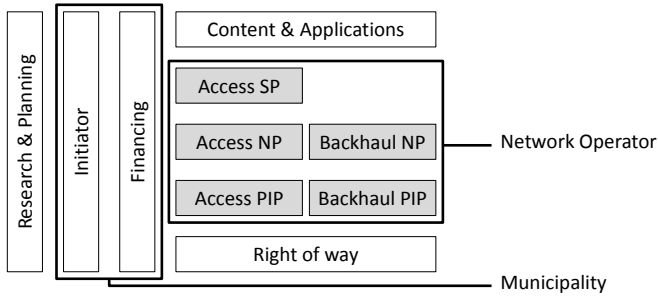 Research & Planning
Initiator
Financing
Content & Applications
Access SP
Access NP
Backhaul NP
Access PIP
Backhaul PIP
Right of way
Network Operator
Municipality